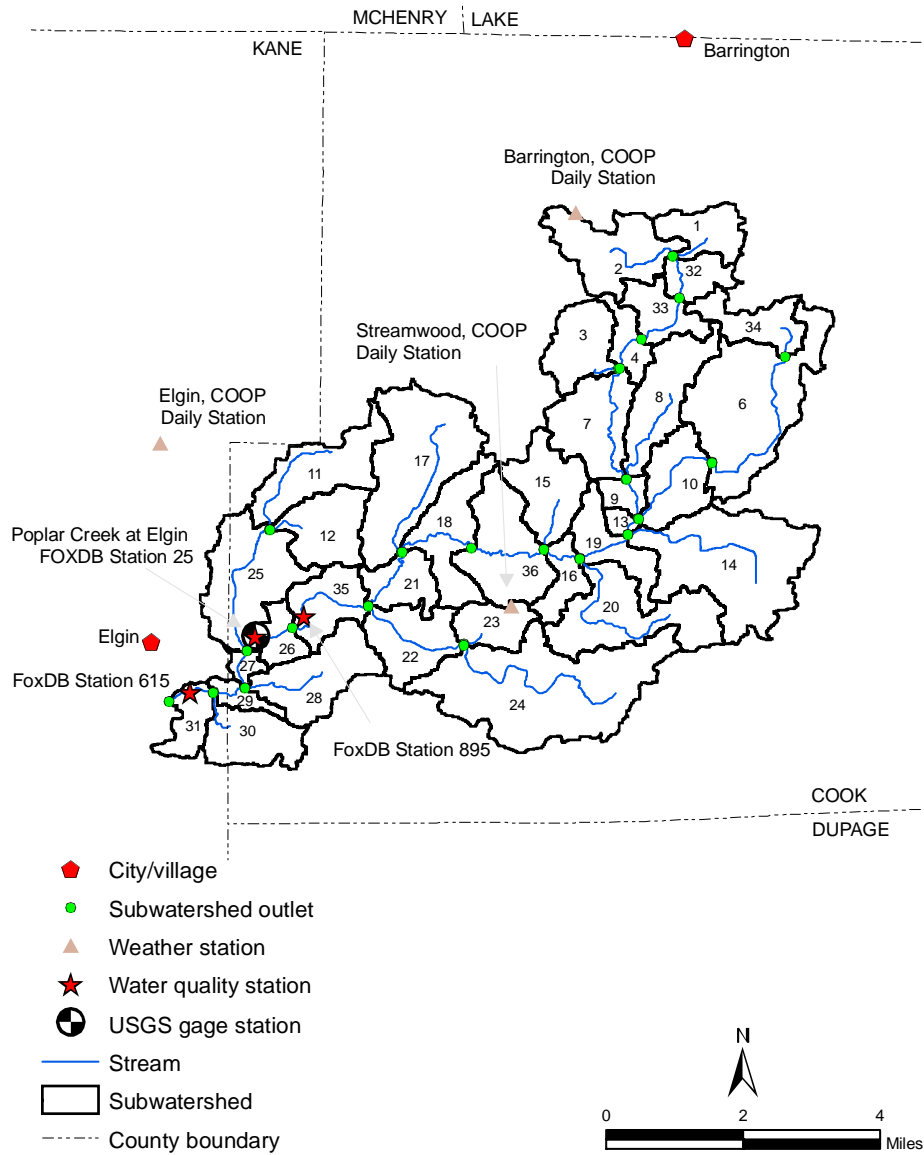 MCHENRY
LAKE
KANE
Barrington
Barrington, COOP
Daily Station
1
2
32
33
34
Streamwood, COOP
Daily Station
3
4
Elgin, COOP
Daily Station
7
8
6
11
17
15
10
9
Poplar Creek at Elgin
FOXDB Station 25
12
18
13
19
14
25
35
21
36
16
20
Elgin
23
26
22
27
FoxDB Station 615
28
24
29
31
30
FoxDB Station 895
COOK
DUPAGE
City/village
Subwatershed outlet
Weather station
Water quality station
USGS gage station
Stream
Subwatershed
County boundary
N
0 2 4
Miles